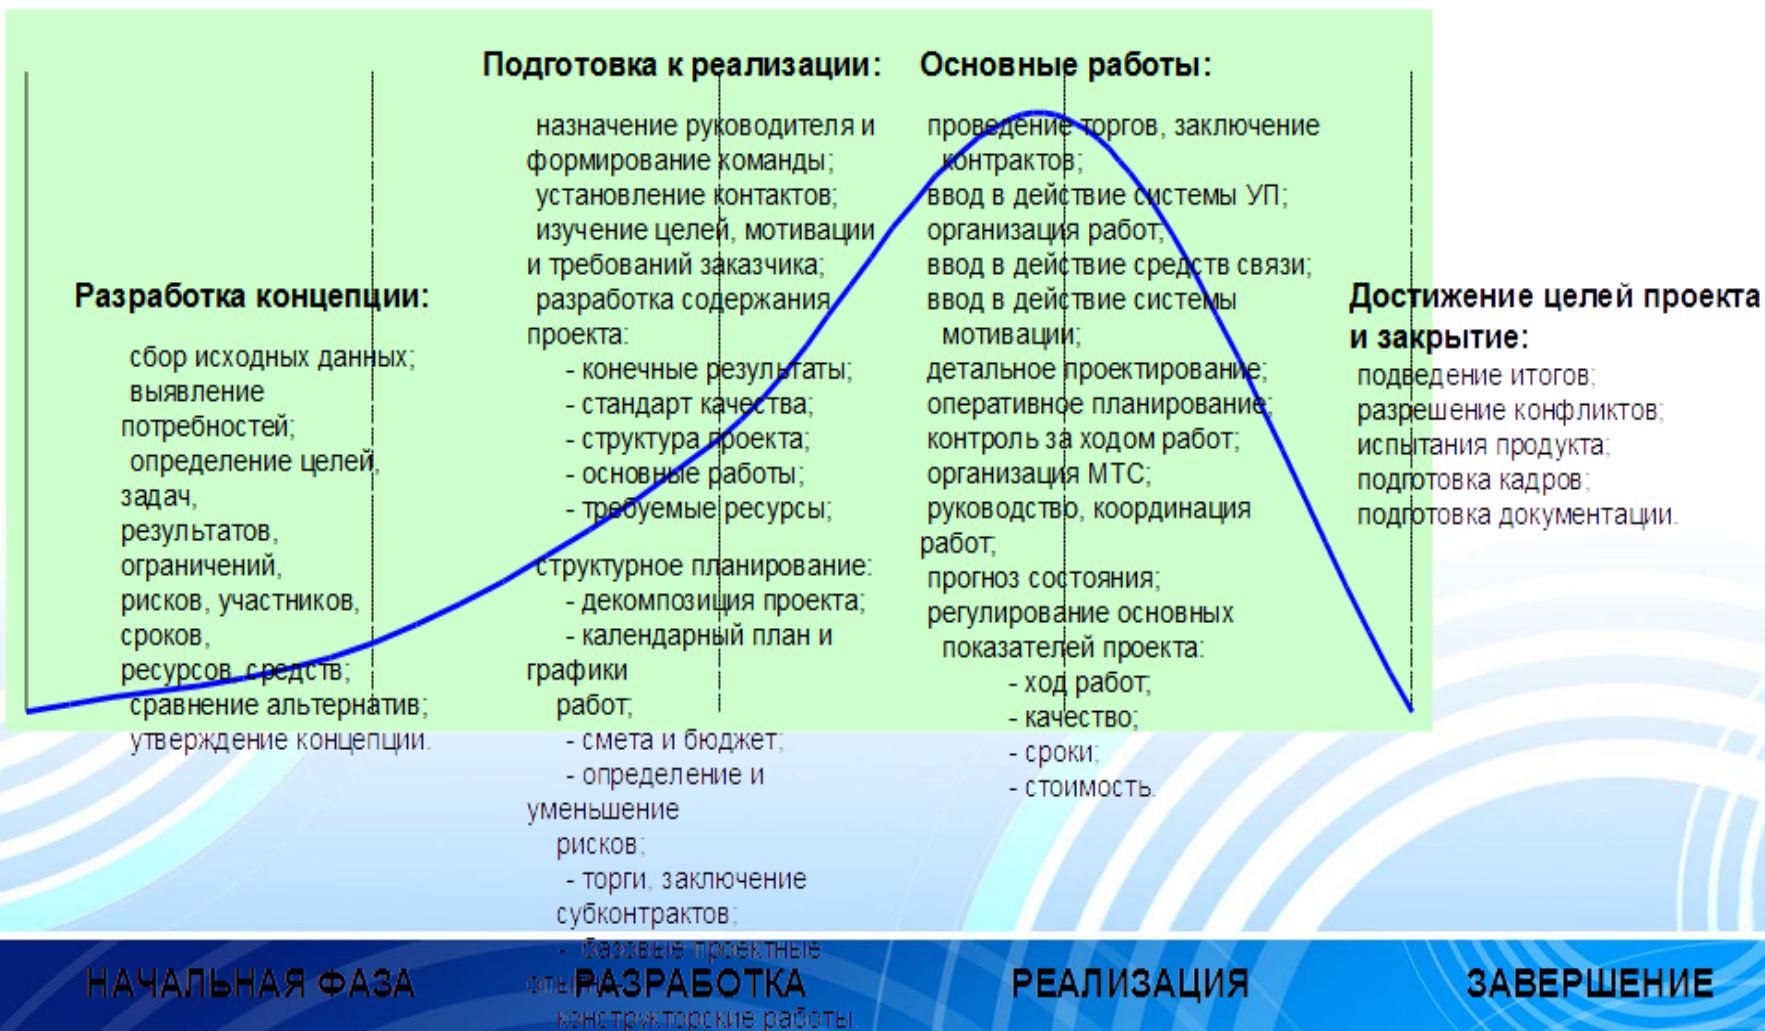 Разработка концепции:
сбор исходных данных;
выявление
потребностей;
определение целей,
задач,
результатов,
ограничений,
рисков, участников,
сроков,
ресурсов, средств;
сравнение альтернатив;
утверждение концепции.
НАЧАЛЬНАЯ ФАЗА
Подготовка к реализации:
назначение руководителя и
формирование команды;
установление контактов;
изучение целей, мотивации
и требований заказчика;
разработка содержания
проекта:
- конечные результаты;
- стандарт качества;
- структура проекта;
- основные работы;
- требуемые ресурсы;
структурное планирование:
- декомпозиция проекта;
- календарный план и
графики
работ;
- смета и бюджет;
- определение и
уменьшение
рисков;
- торги, заключение
субконтрактов;
- базовые проектные
конструкторские работы.
РАЗРАБОТКА
Основные работы:
проведение торгов, заключение
контрактов;
ввод в действие системы УП;
организация работ;
ввод в действие средств связи;
ввод в действие системы
мотивации;
детальное проектирование;
оперативное планирование;
контроль за ходом работ;
организация МТС;
руководство, координация
работ;
прогноз состояния;
регулирование основных
показателей проекта:
- ход работ;
- качество;
- сроки;
- стоимость.
РЕАЛИЗАЦИЯ
Достижение целей проекта
и закрытие:
подведение итогов;
разрешение конфликтов;
испытания продукта;
подготовка кадров;
подготовка документации.
ЗАВЕРШЕНИЕ